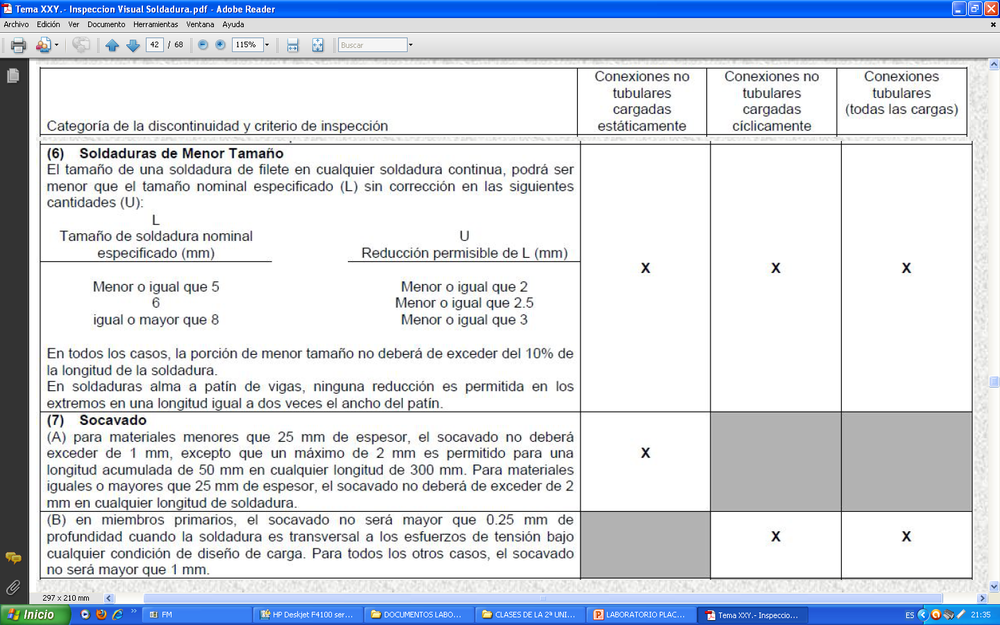 Tema XXY.- Inspeccion Visual Soldadura.pdf - Adobe Reader
Archivo Edición Ver Documento Herramientas Ventana Ayuda
42 / 68 115% Buscar
Categoría de la discontinuidad y criterio de inspección
Conexiones no
tubulares
cargadas
estáticamente
Conexiones no
tubulares
cargadas
cíclicamente
Conexiones
tubulares
(todas las cargas)
(6) Soldaduras de Menor Tamaño
El tamaño de una soldadura de filete en cualquier soldadura continua, podrá ser
menor que el tamaño nominal especificado (L) sin corrección en las siguientes
cantidades (U):
L
Tamaño de soldadura nominal
especificado (mm)
U
Reducción permisible de L (mm)
Menor o igual que 5 Menor o igual que 2
6 Menor o igual que 2.5
igual o mayor que 8 Menor o igual que 3
En todos los casos, la porción de menor tamaño no deberá de exceder del 10% de
la longitud de la soldadura.
En soldaduras alma a patín de vigas, ninguna reducción es permitida en los
extremos en una longitud igual a dos veces el ancho del patín.
X X X
(7) Socavado
(A) para materiales menores que 25 mm de espesor, el socavado no deberá
exceder de 1 mm, excepto que un máximo de 2 mm es permitido para una
longitud acumulada de 50 mm en cualquier longitud de 300 mm. Para materiales
iguales o mayores que 25 mm de espesor, el socavado no deberá de exceder de 2
mm en cualquier longitud de soldadura.
X
(B) en miembros primarios, el socavado no será mayor que 0.25 mm de
profundidad cuando la soldadura es transversal a los esfuerzos de tensión bajo
cualquier condición de diseño de carga. Para todos los otros casos, el socavado
no será mayor que 1 mm.
X X
297 x 210 mm
Inicio FM HP Deskjet F4100 ser... DOCUMENTOS LABO... CLASES DE LA 2ª UNI... LABORATORIO PLAC... Tema XXY.- Inspeccio... ES 21:35